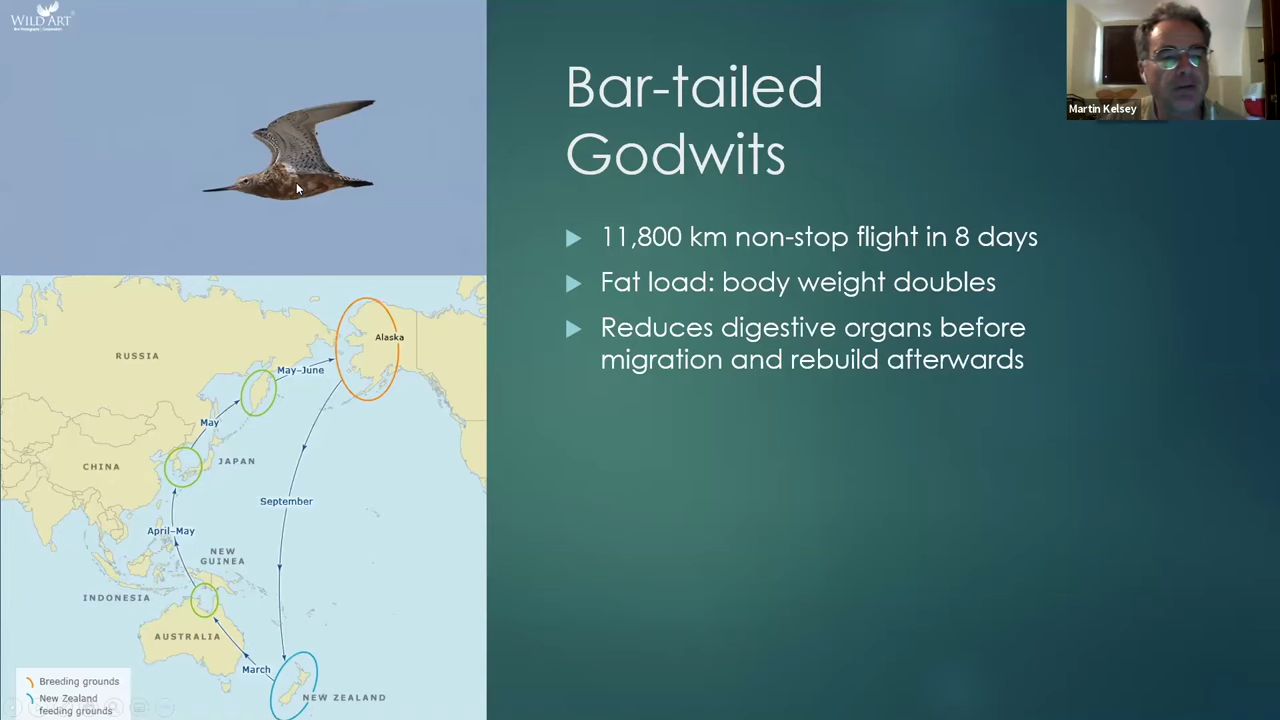 WILD ART
Martin Kelsey
Bar-tailed
Godwits
11,800 km non-stop flight in 8 days
Fat load: body weight doubles
Reduces digestive organs before
migration and rebuild afterwards
Alaska
RUSSIA
May–June
May
CHINA
JAPAN
September
April–May
NEW
GUINEA
INDONESIA
AUSTRALIA
March
NEW ZEALAND
Breeding grounds
New Zealand
feeding grounds